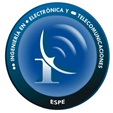 INGENIERÍA EN ELECTRÓNICA Y TELECOMUNICACIONES
ESPE